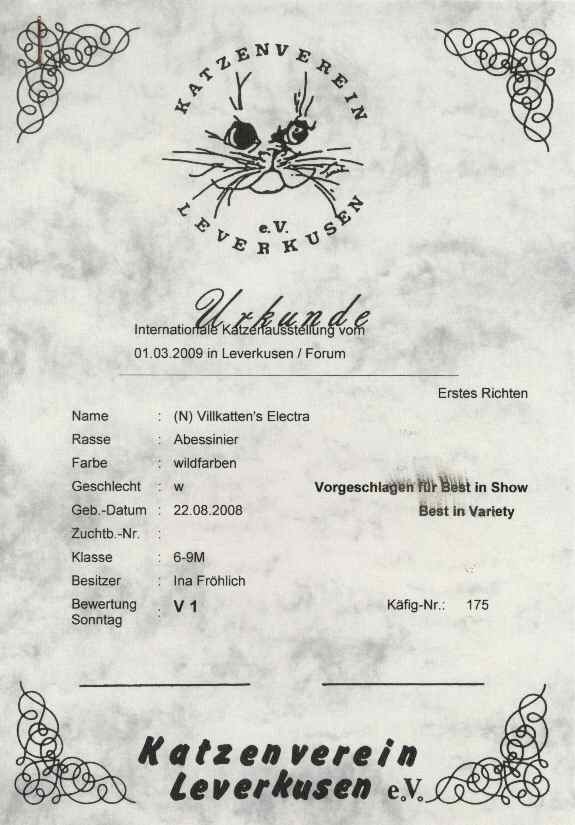 KATZENVEREIN
e.V.
LEVERKUSEN
Urkunde
Internationale Katzenausstellung vom
01.03.2009 in Leverkusen / Forum
Erstes Richten
Name : (N) Villkatten's Electra
Rasse : Abessinier
Farbe : wildfarben
Geschlecht : w Vorgeschlagen für Best in Show
Geb.-Datum : 22.08.2008 Best in Variety
Zuchtb.-Nr. :
Klasse : 6-9M
Besitzer : Ina Fröhlich
Bewertung : V 1 Käfig-Nr.: 175
Sonntag :
Katzenverein
Leverkusen e.V.